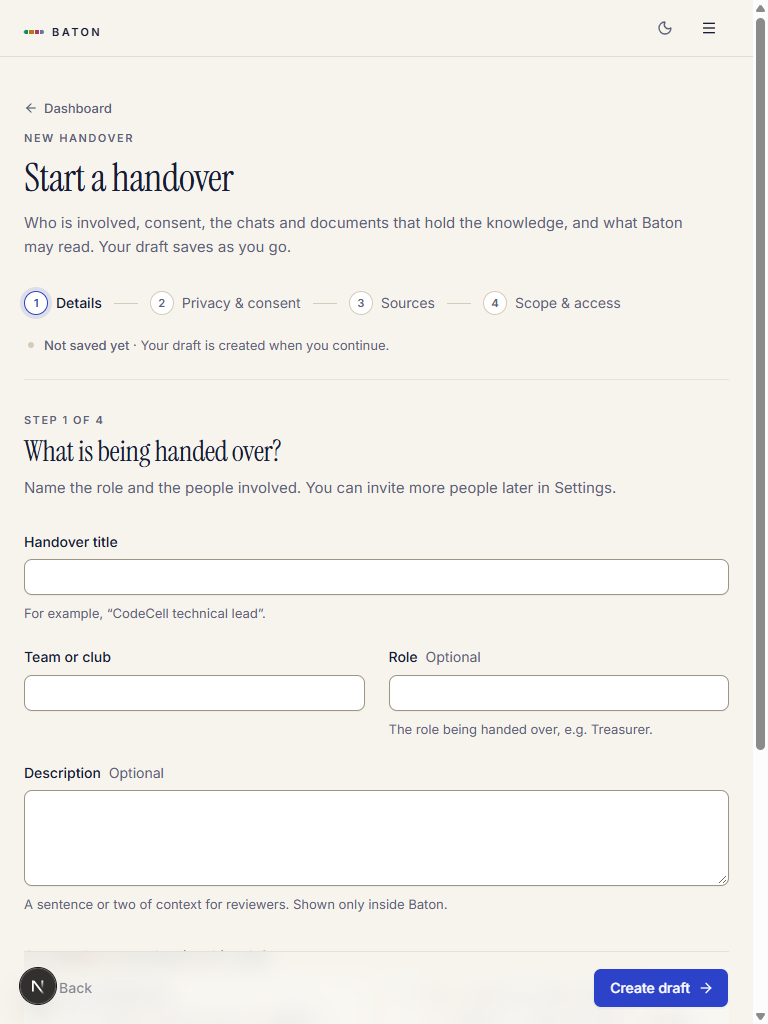 BATON
Dashboard
NEW HANDOVER
Start a handover
Who is involved, consent, the chats and documents that hold the knowledge, and what Baton
may read. Your draft saves as you go.
1 Details 2 Privacy & consent 3 Sources 4 Scope & access
Not saved yet · Your draft is created when you continue.
STEP 1 OF 4
What is being handed over?
Name the role and the people involved. You can invite more people later in Settings.
Handover title
For example, “CodeCell technical lead”.
Team or club
Role Optional
The role being handed over, e.g. Treasurer.
Description Optional
A sentence or two of context for reviewers. Shown only inside Baton.
N Back
Create draft